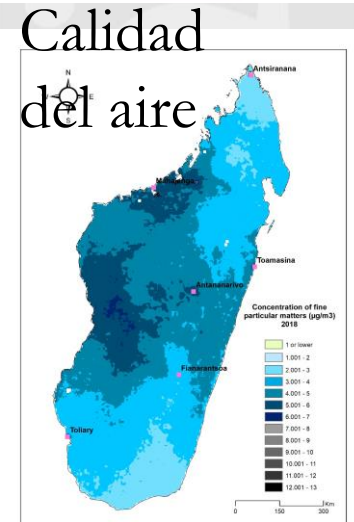 Calidad
del aire
N
E
S
Antsiranana
Toamasina
Antananarivo
Fianarantsoa
Toliary
Concentration of fine
particular matters (µg/m3)
2018
1 or lower
1.001 - 2
2.001 - 3
3.001 - 4
4.001 - 5
5.001 - 6
6.001 - 7
7.001 - 8
8.001 - 9
9.001 - 10
10.001 - 11
11.001 - 12
12.001 - 13
Km
0 150 300